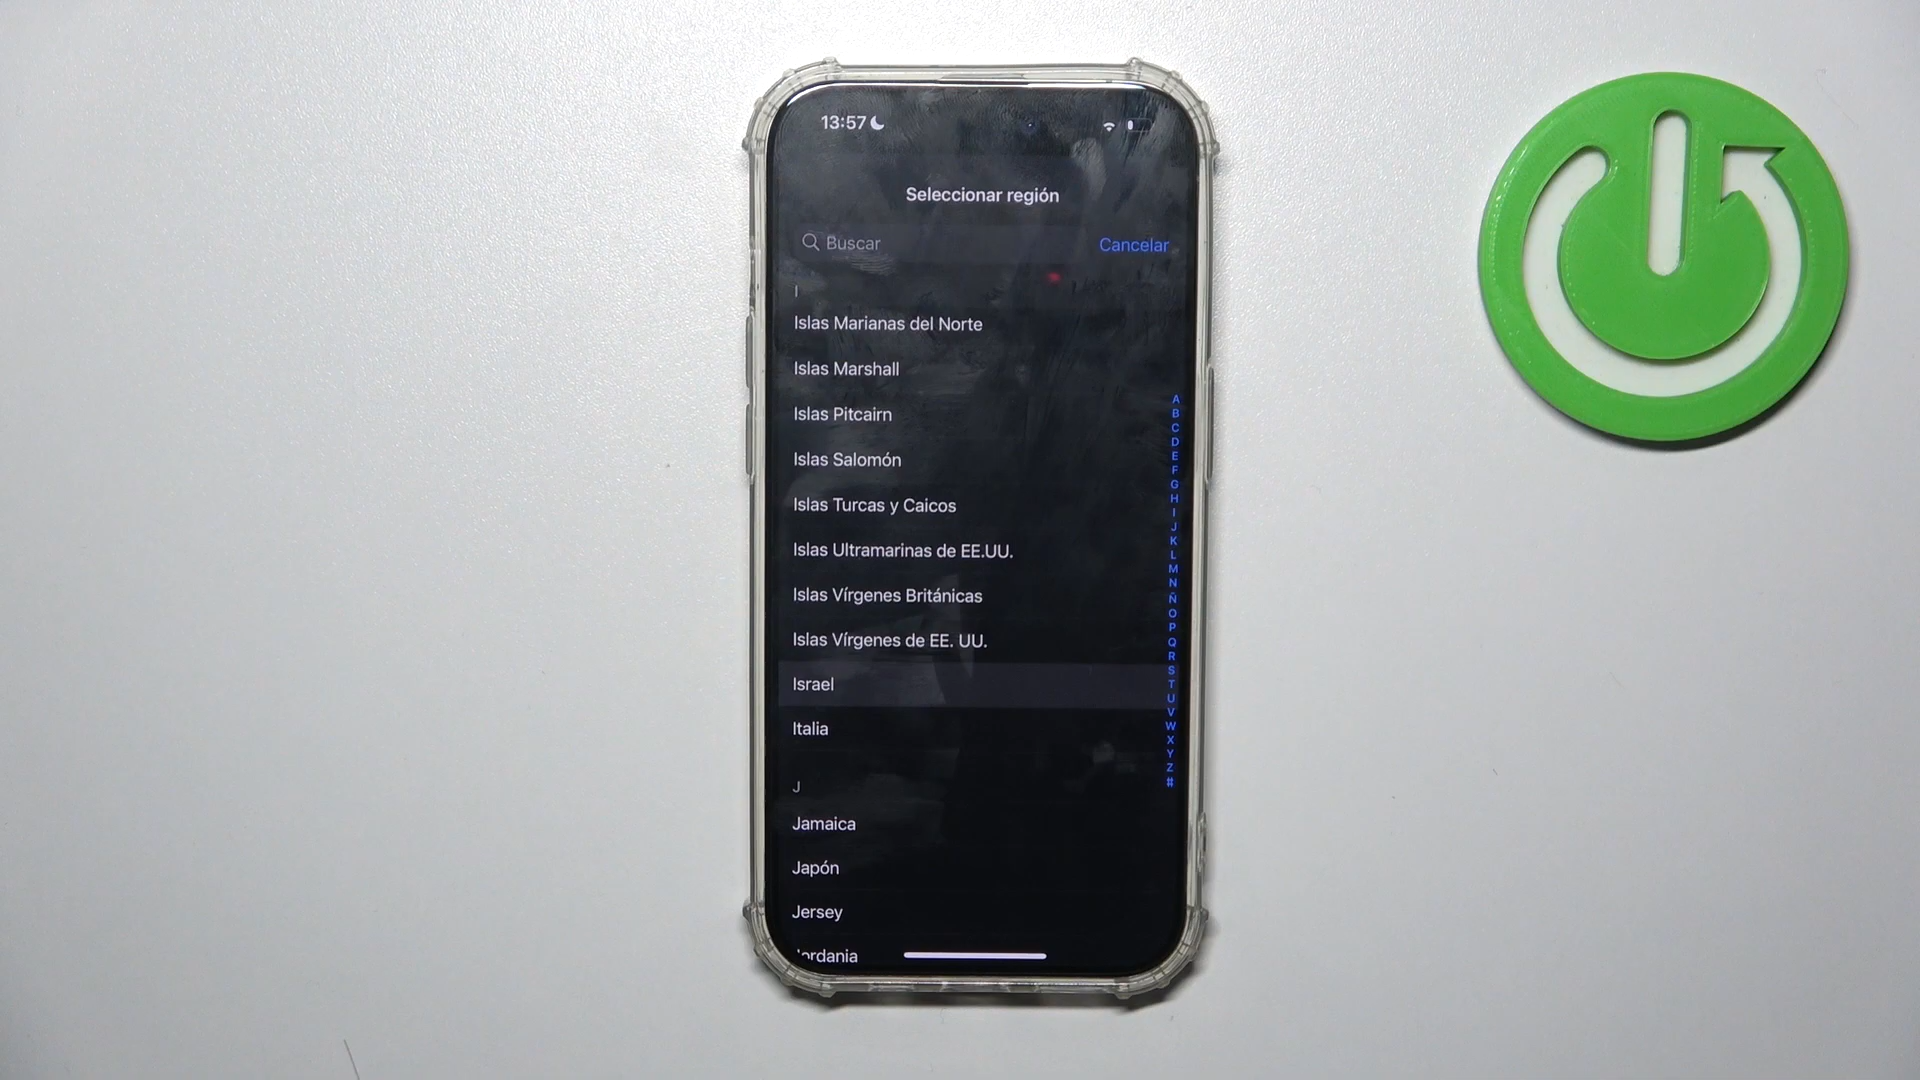 13:57
Seleccionar región
Buscar
Cancelar
I
Islas Marianas del Norte
Islas Marshall
Islas Pitcairn
Islas Salomón
Islas Turcas y Caicos
Islas Ultramarinas de EE.UU.
Islas Vírgenes Británicas
Islas Vírgenes de EE. UU.
Israel
Italia
J
Jamaica
Japón
Jersey
Jordania
A
B
C
D
E
F
G
H
I
J
K
L
M
N
Ñ
O
P
Q
R
S
T
U
V
W
X
Y
Z
#